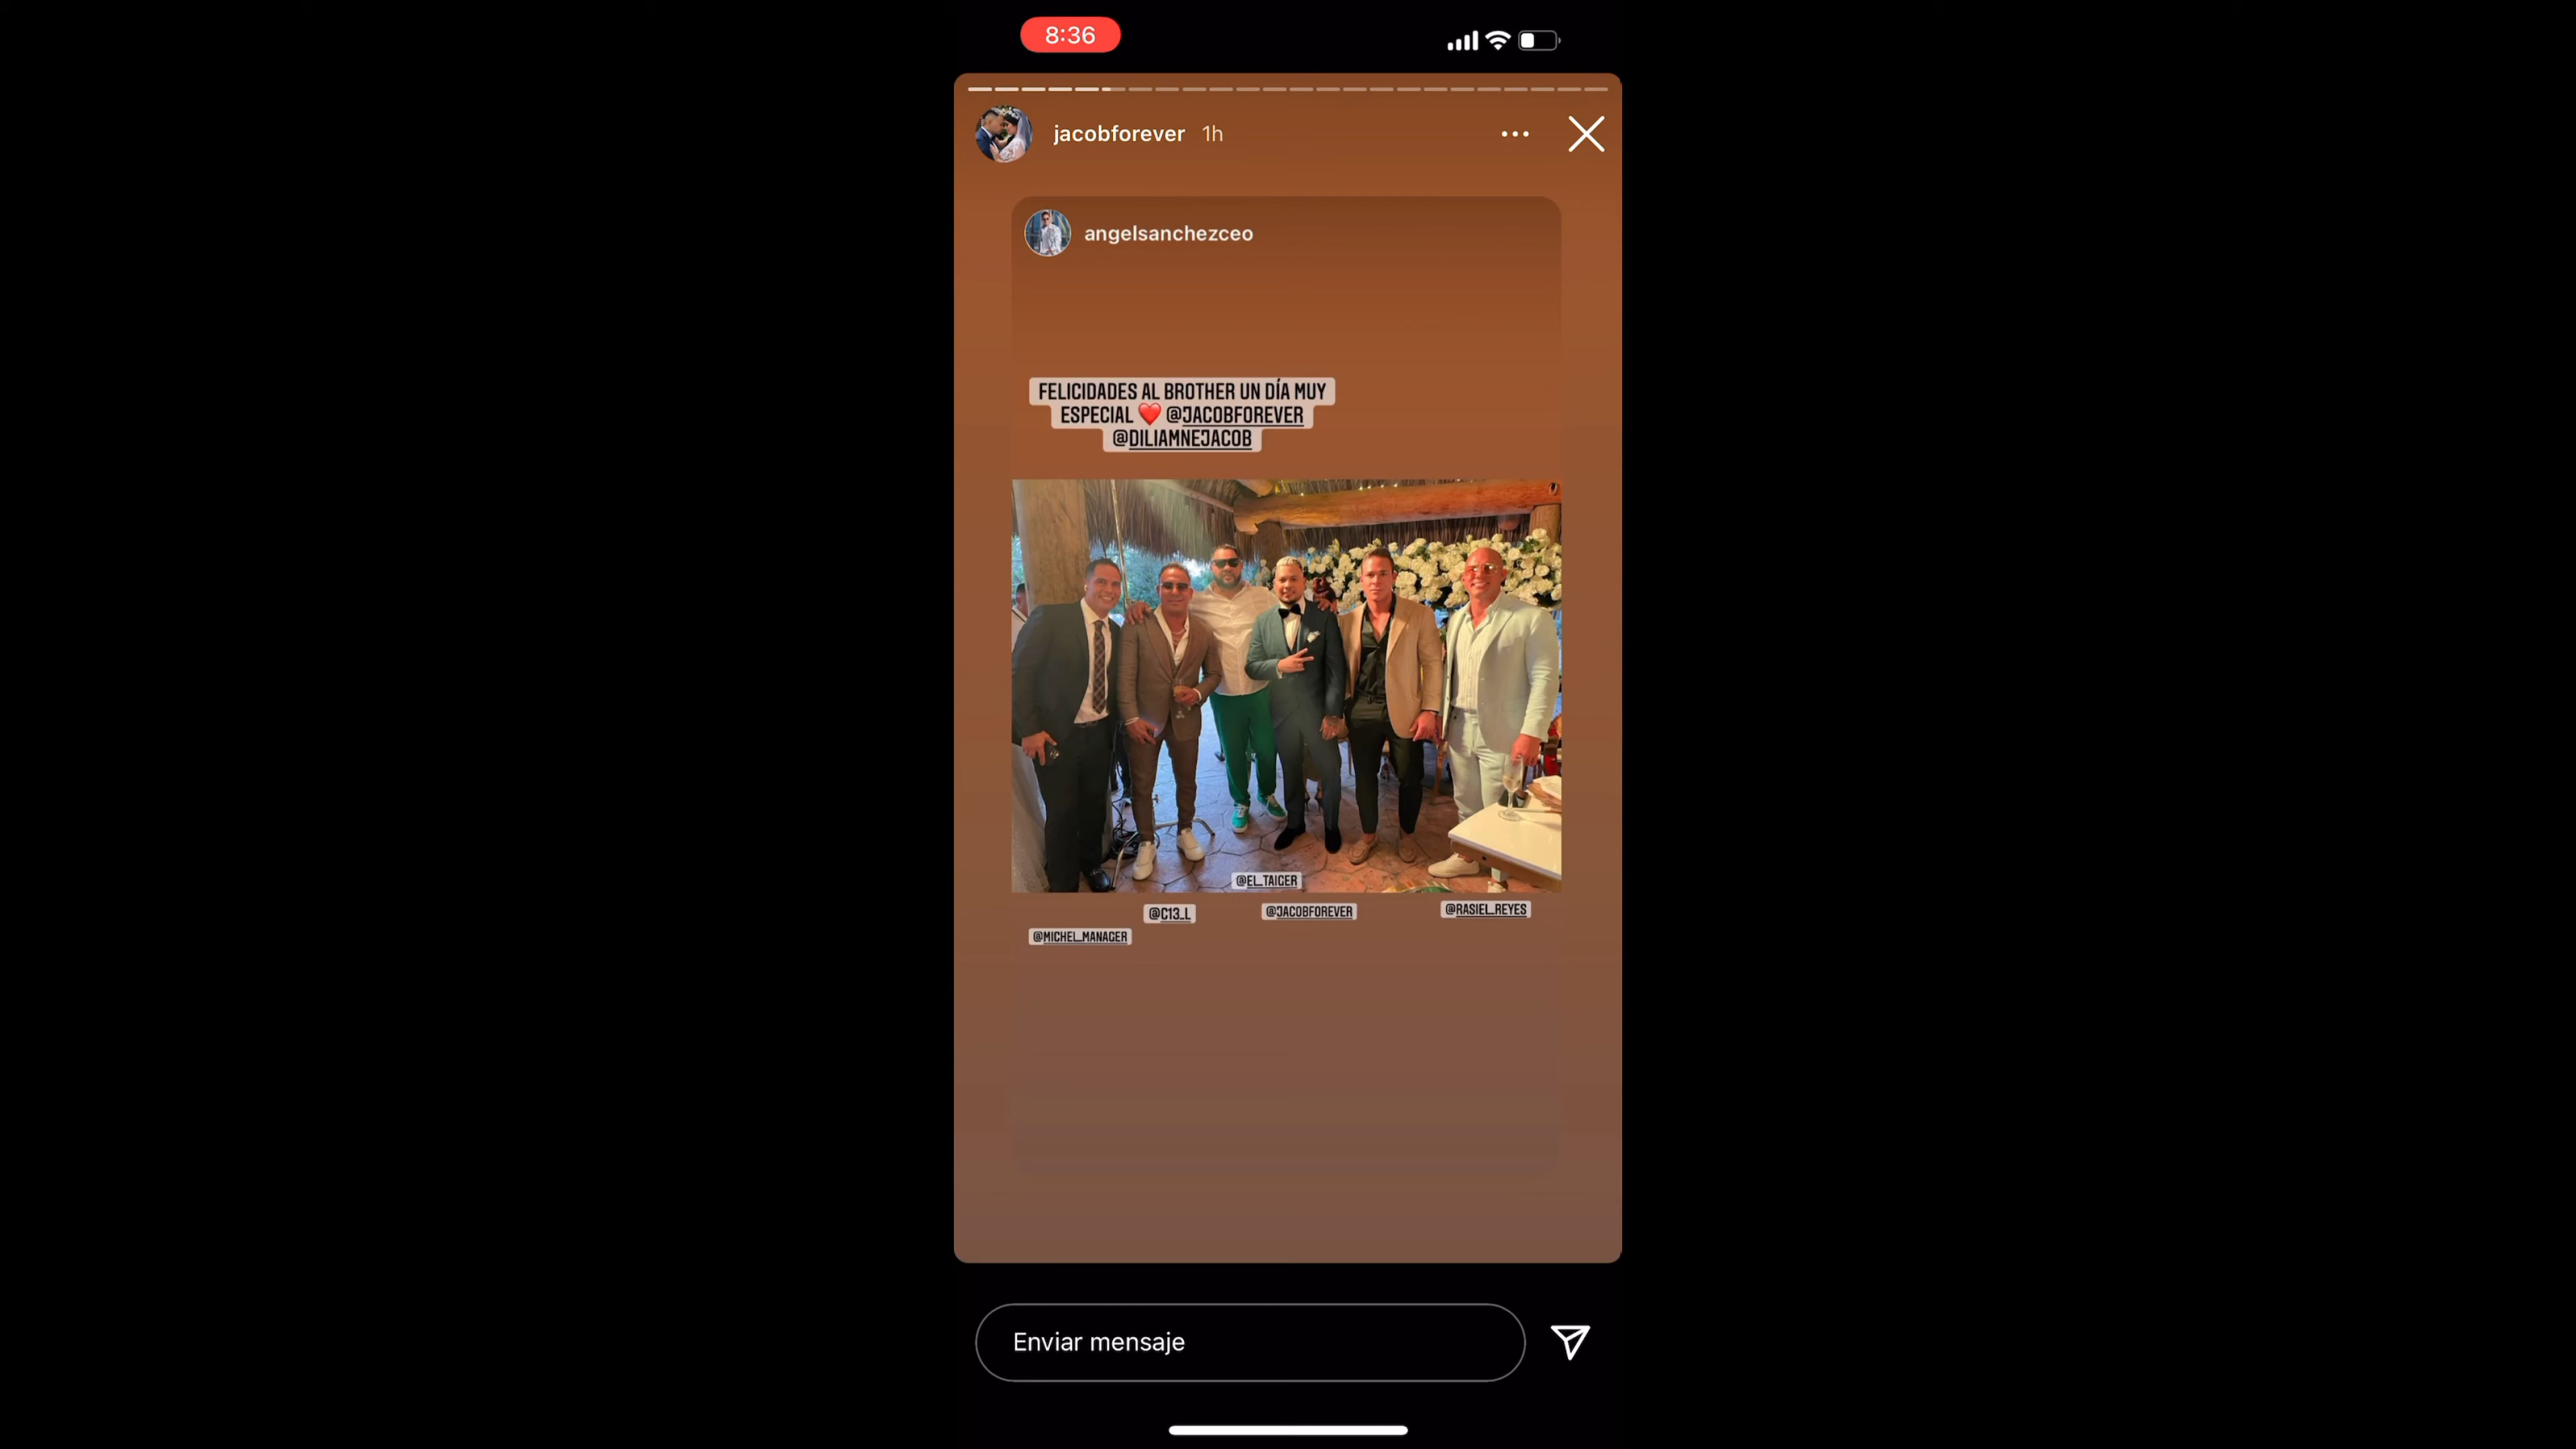 8:36
jacobforever 1h
angelsanchezceo
FELICIDADES AL BROTHER UN DÍA MUY
ESPECIAL ❤️ @JACOBFOREVER
@DILIAMNEJACOB
@EL_TAIGER
@C13_L
@JACOBFOREVER
@RASIEL_REYES
@MICHEL_MANAGER
Enviar mensaje